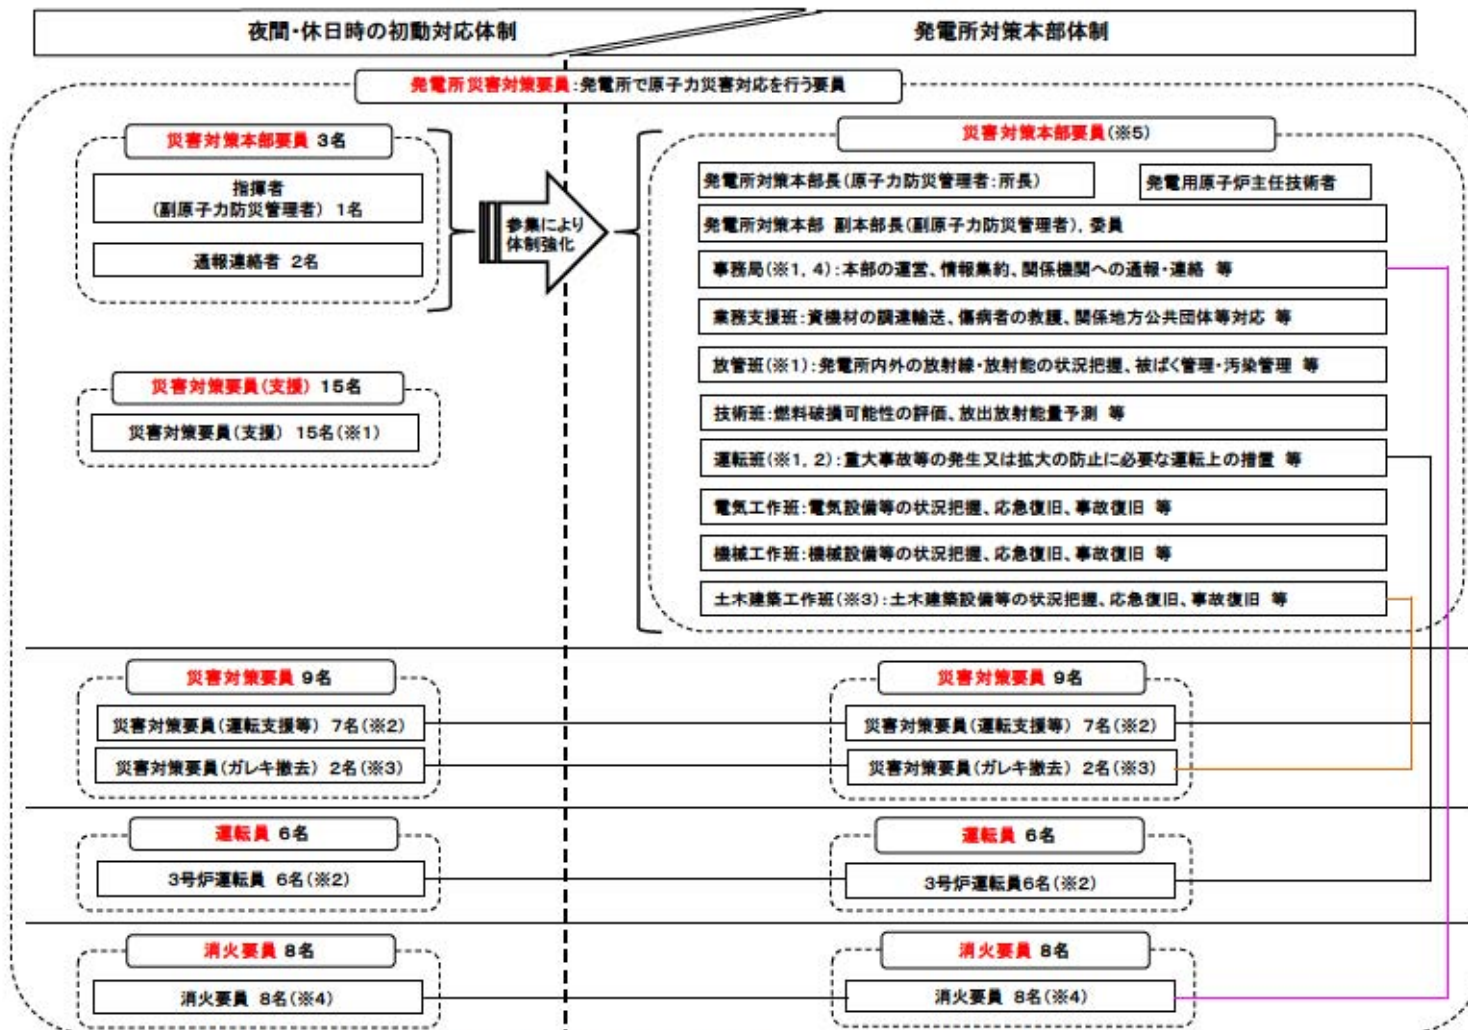 夜間・休日時の初動対応体制
発電所対策本部体制
発電所災害対策要員:発電所で原子力災害対応を行う要員
災害対策本部要員 3名
指揮者
(副原子力防災管理者) 1名
通報連絡者 2名
参集により
体制強化
災害対策本部要員(※5)
発電所対策本部長(原子力防災管理者:所長)
発電用原子炉主任技術者
発電所対策本部 副本部長(副原子力防災管理者), 委員
事務局(※1, 4):本部の運営、情報集約、関係機関への通報・連絡 等
業務支援班:資機材の調達輸送、傷病者の救護、関係地方公共団体等対応 等
放管班(※1):発電所内外の放射線・放射能の状況把握、被ばく管理・汚染管理 等
技術班:燃料破損可能性の評価、放出放射能量予測 等
運転班(※1, 2):重大事故等の発生又は拡大の防止に必要な運転上の措置 等
電気工作班:電気設備等の状況把握、応急復旧、事故復旧 等
機械工作班:機械設備等の状況把握、応急復旧、事故復旧 等
土木建築工作班(※3):土木建築設備等の状況把握、応急復旧、事故復旧 等
災害対策要員(支援) 15名
災害対策要員(支援) 15名(※1)
災害対策要員 9名
災害対策要員(運転支援等) 7名(※2)
災害対策要員(ガレキ撤去) 2名(※3)
災害対策要員 9名
災害対策要員(運転支援等) 7名(※2)
災害対策要員(ガレキ撤去) 2名(※3)
運転員 6名
3号炉運転員 6名(※2)
運転員 6名
3号炉運転員6名(※2)
消火要員 8名
消火要員 8名(※4)
消火要員 8名
消火要員 8名(※4)